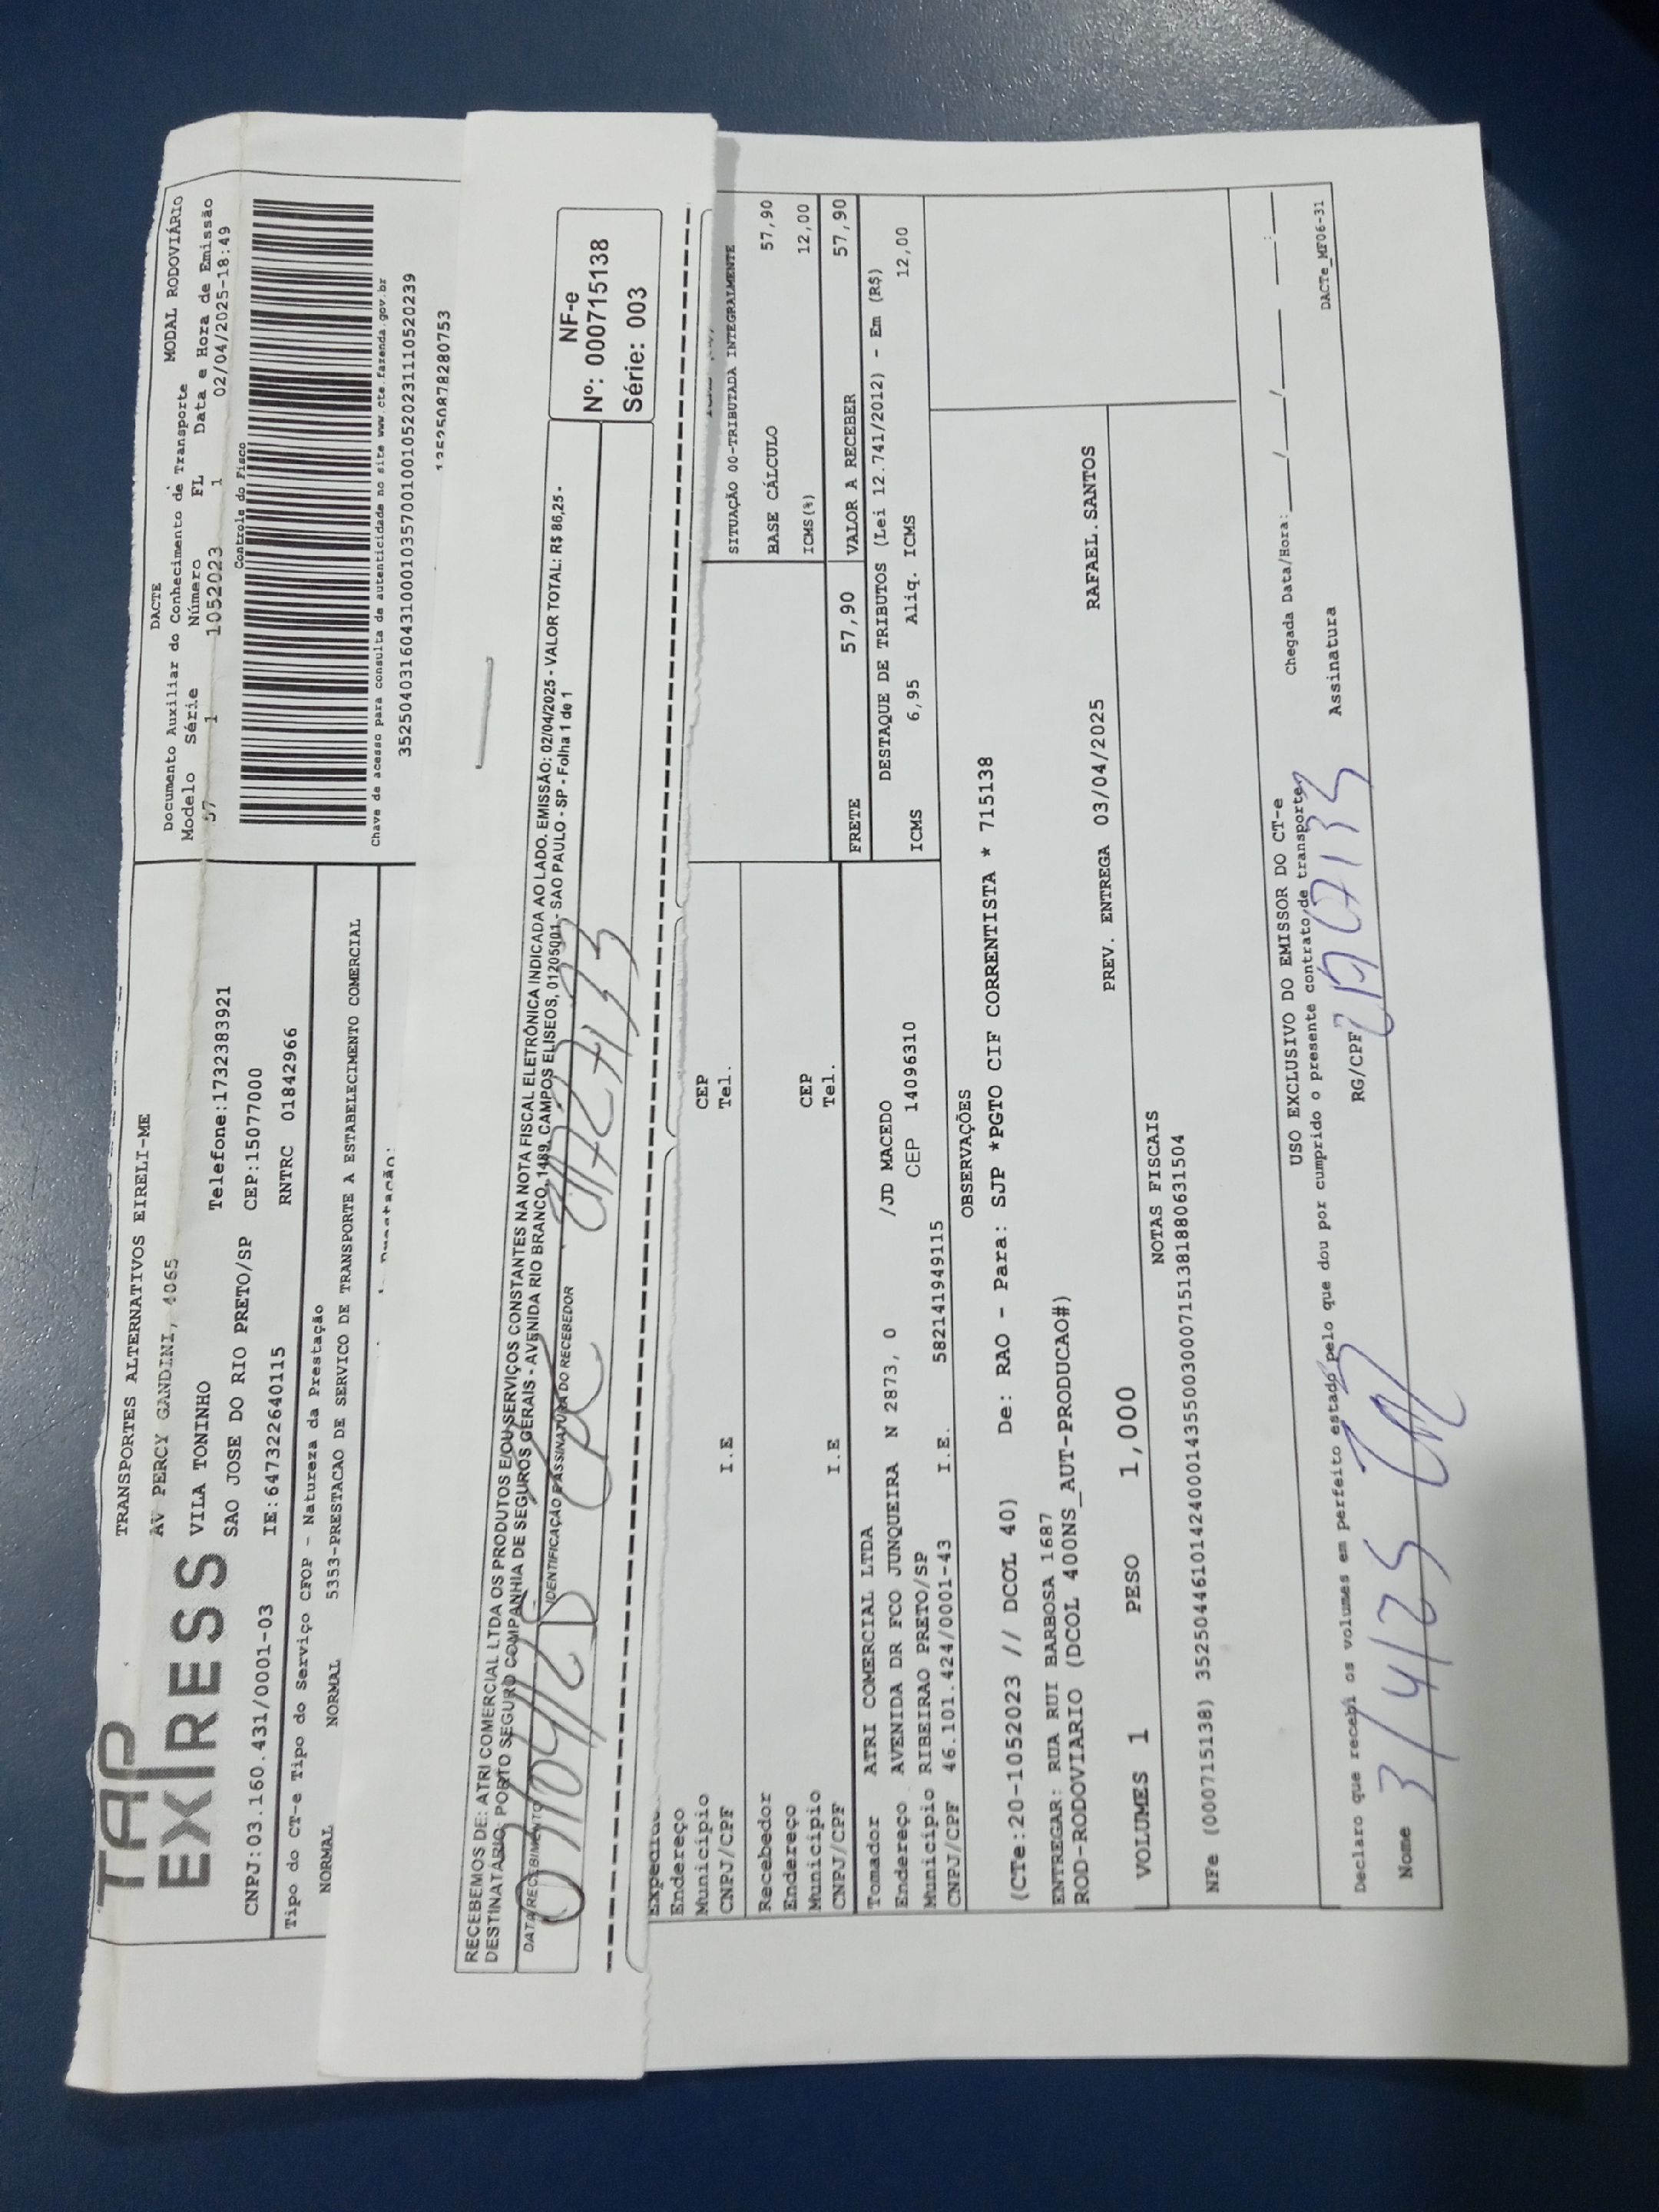 TAP
EXPRESS
TRANSPORTES ALTERNATIVOS EIRELI-ME
AV PERCY GANDINI, 4065
VILA TONINHO Telefone:1732383921
SAO JOSE DO RIO PRETO/SP CEP:15077000
CNPJ:03.160.431/0001-03 IE:647322640115 RNTRC 01842966
DACTE MODAL RODOVIÁRIO
Documento Auxiliar do Conhecimento de Transporte
Modelo Série Número FL Data e Hora de Emissão
57 1 1052023 1 02/04/2025-18:49
Controle do Fisco
Chave de acesso para consulta de autenticidade no site www.cte.fazenda.gov.br
35250403160431000103570010010520231110520239
Tipo do CT-e Tipo do Serviço CFOP - Natureza da Prestação
NORMAL NORMAL 5353-PRESTACAO DE SERVICO DE TRANSPORTE A ESTABELECIMENTO COMERCIAL
RECEBEMOS DE: ATRI COMERCIAL LTDA OS PRODUTOS E/OU SERVIÇOS CONSTANTES NA NOTA FISCAL ELETRÔNICA INDICADA AO LADO. EMISSÃO: 02/04/2025 - VALOR TOTAL: R$ 86,25 -
DESTINATÁRIO: PORTO SEGURO COMPANHIA DE SEGUROS GERAIS - AVENIDA RIO BRANCO, 1489, CAMPOS ELISEOS, 01205001 - SAO PAULO - SP - Folha 1 de 1
DATA RECEBIMENTO IDENTIFICAÇÃO E ASSINATURA DO RECEBEDOR
NF-e
Nº: 000715138
Série: 003
Endereço
Município CEP
CNPJ/CPF I.E Tel.
Recebedor
Endereço
Município CEP
CNPJ/CPF I.E Tel.
SITUAÇÃO 00-TRIBUTADA INTEGRALMENTE
BASE CÁLCULO 57,90
ICMS(%) 12,00
FRETE 57,90 VALOR A RECEBER 57,90
DESTAQUE DE TRIBUTOS (Lei 12.741/2012) - Em (R$)
ICMS 6,95 Aliq. ICMS 12,00
Tomador ATRI COMERCIAL LTDA
Endereço AVENIDA DR FCO JUNQUEIRA N 2873, 0 /JD MACEDO
Município RIBEIRAO PRETO/SP CEP 14096310
CNPJ/CPF 46.101.424/0001-43 I.E. 582141949115
OBSERVAÇÕES
(CTe:20-1052023 // DCOL 40) De: RAO - Para: SJP *PGTO CIF CORRENTISTA * 715138
ENTREGAR: RUA RUI BARBOSA 1687
ROD-RODOVIARIO (DCOL 400NS_AUT-PRODUCAO#)
PREV. ENTREGA 03/04/2025 RAFAEL.SANTOS
VOLUMES 1 PESO 1,000
NOTAS FISCAIS
NFe (000715138) 35250446101424000143550030007151381880631504
USO EXCLUSIVO DO EMISSOR DO CT-e
Declaro que recebi os volumes em perfeito estado pelo que dou por cumprido o presente contrato de transporte
Chegada Data/Hora:___/___/___ ___:___
Nome RG/CPF Assinatura
3/4/25
DACTe_MF06-31